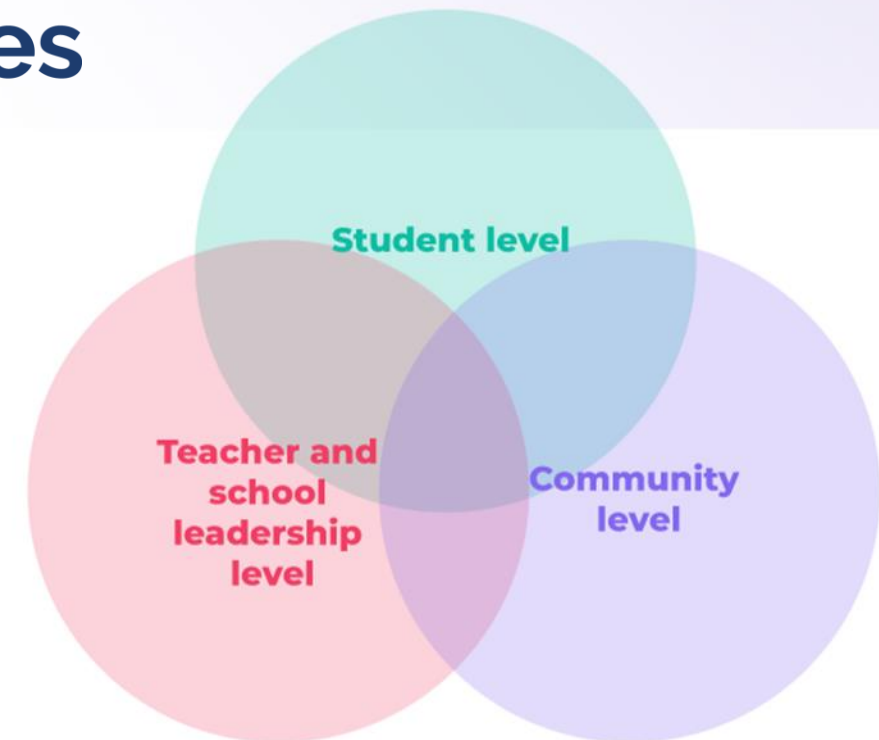 es
Student level
Teacher and
school
leadership
level
Community
level